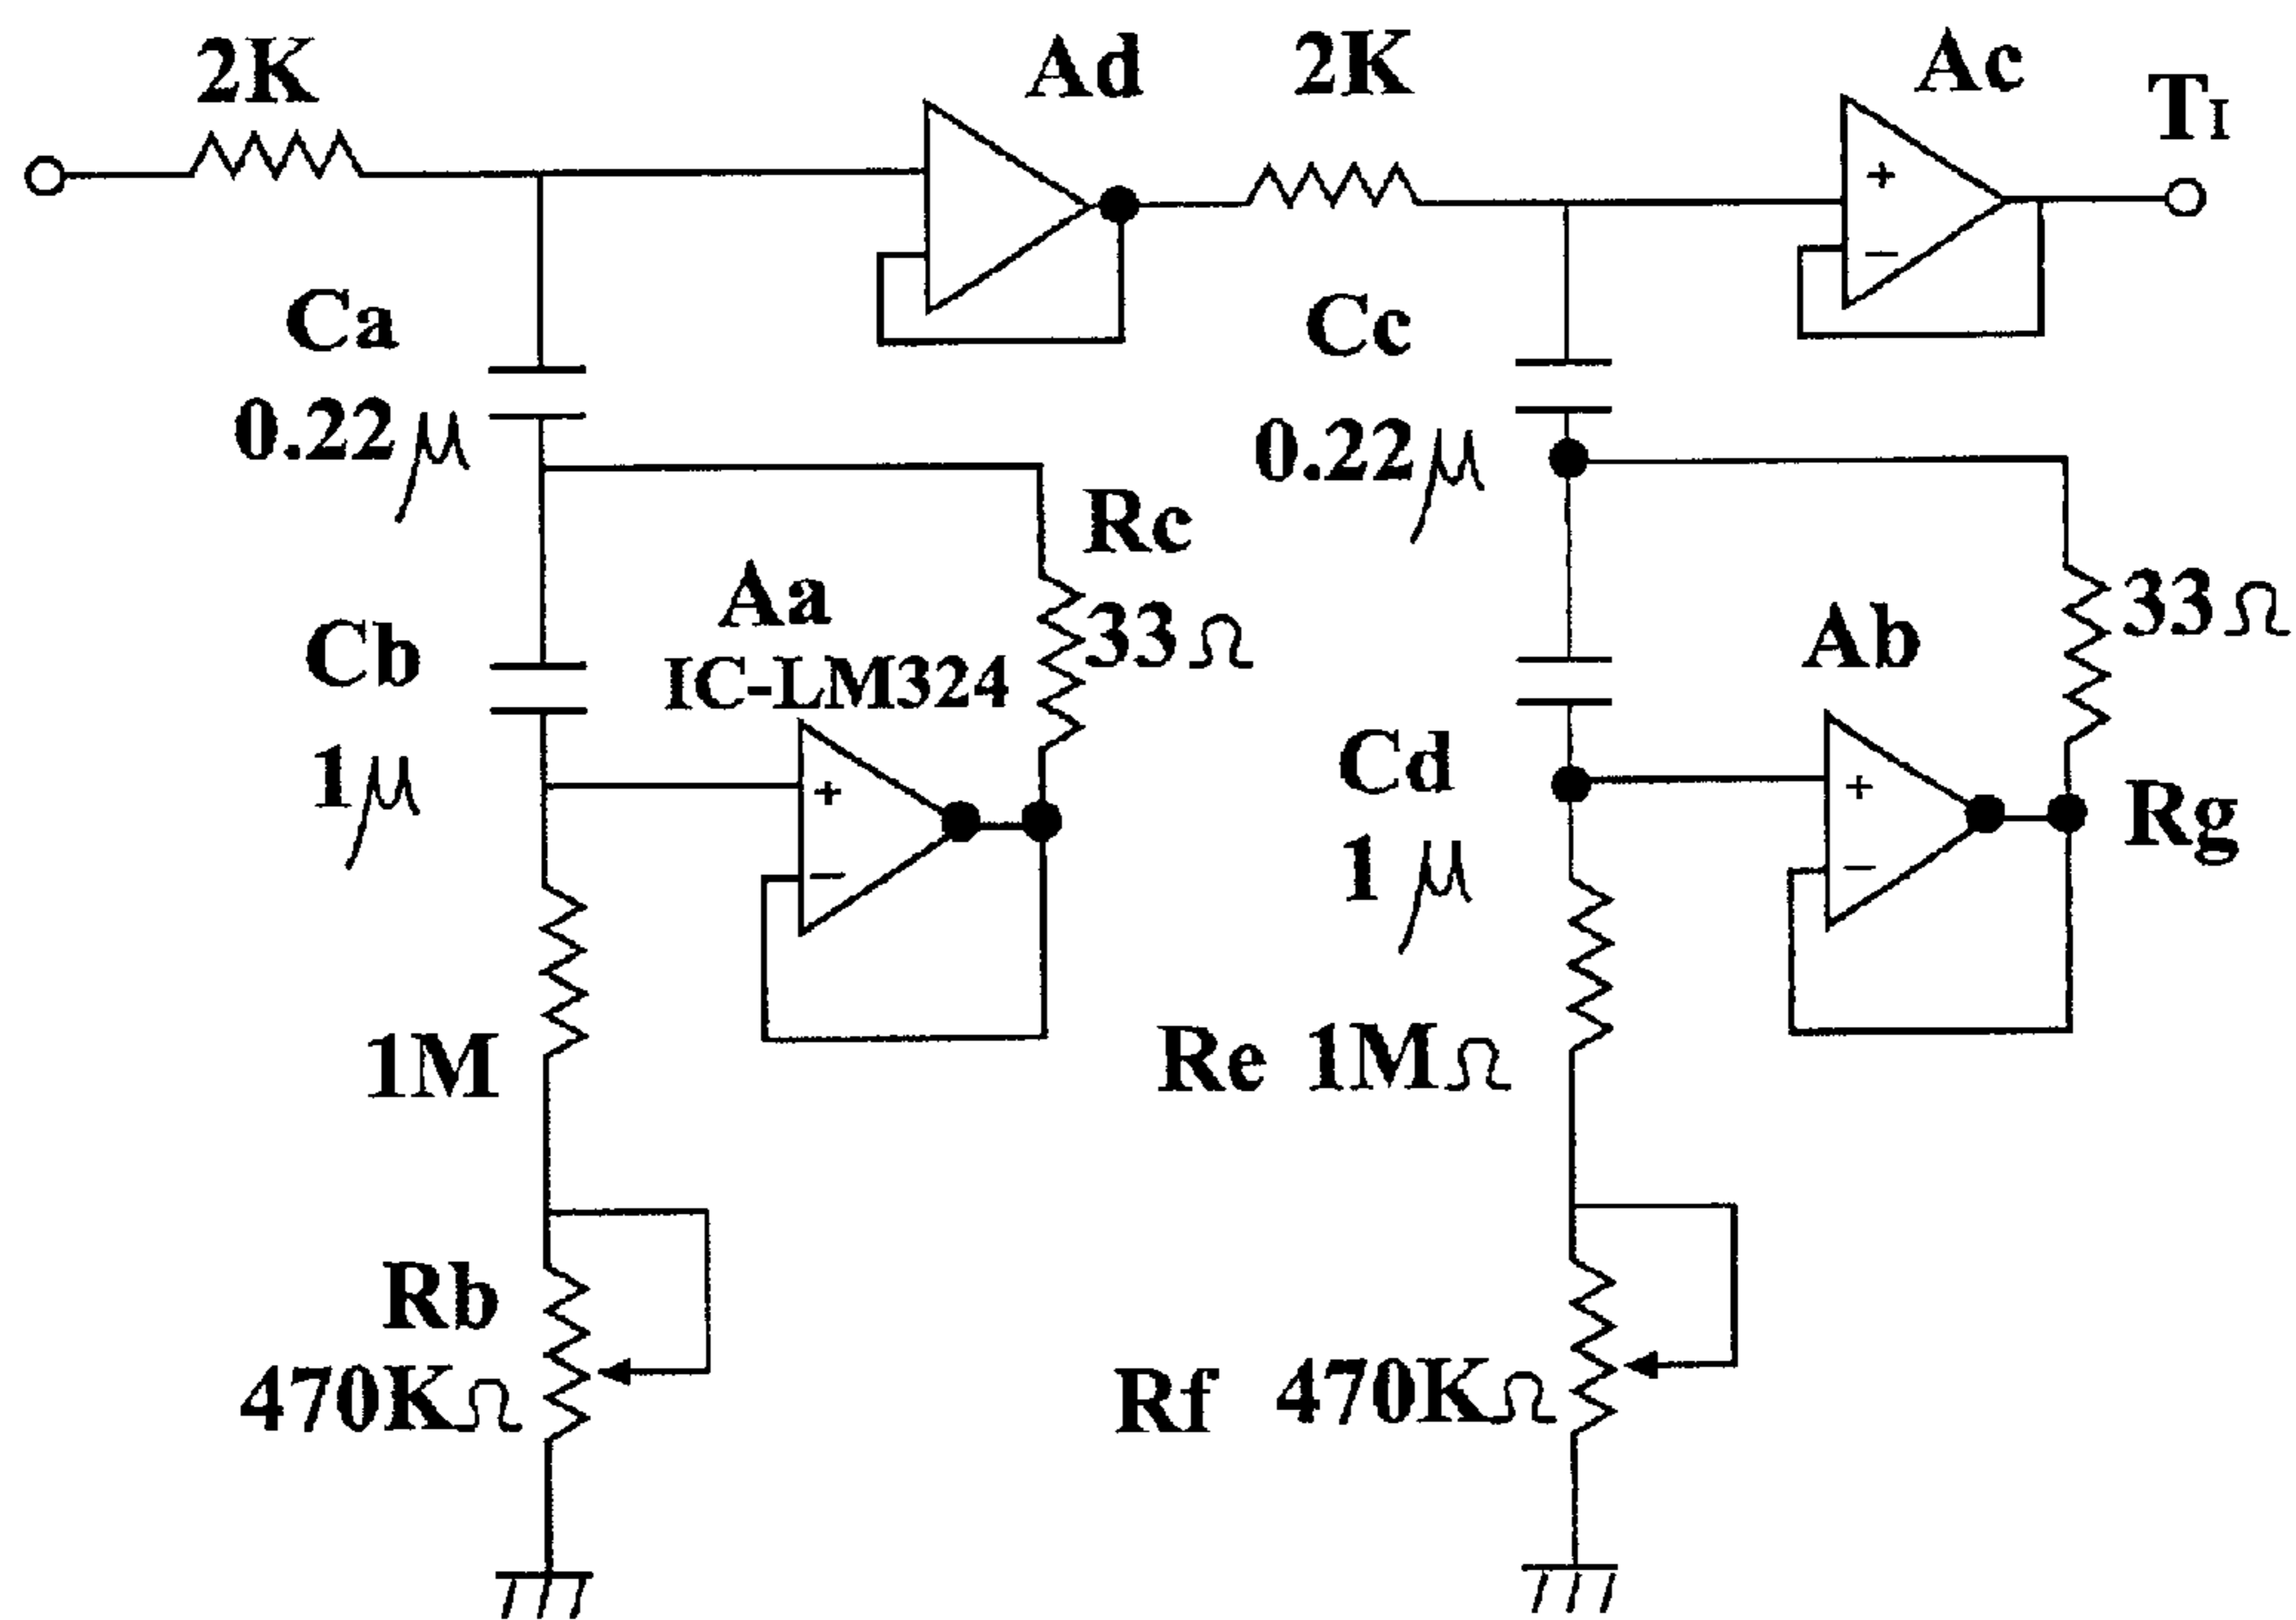 2K
Ad
2K
Ac
TI
+
−
Ca
0.22μ
Cc
0.22μ
Rc
33Ω
Aa
IC-LM324
Cb
1μ
+
−
33Ω
Ab
Cd
1μ
+
−
Rg
1M
Re 1MΩ
Rb
470KΩ
Rf 470KΩ